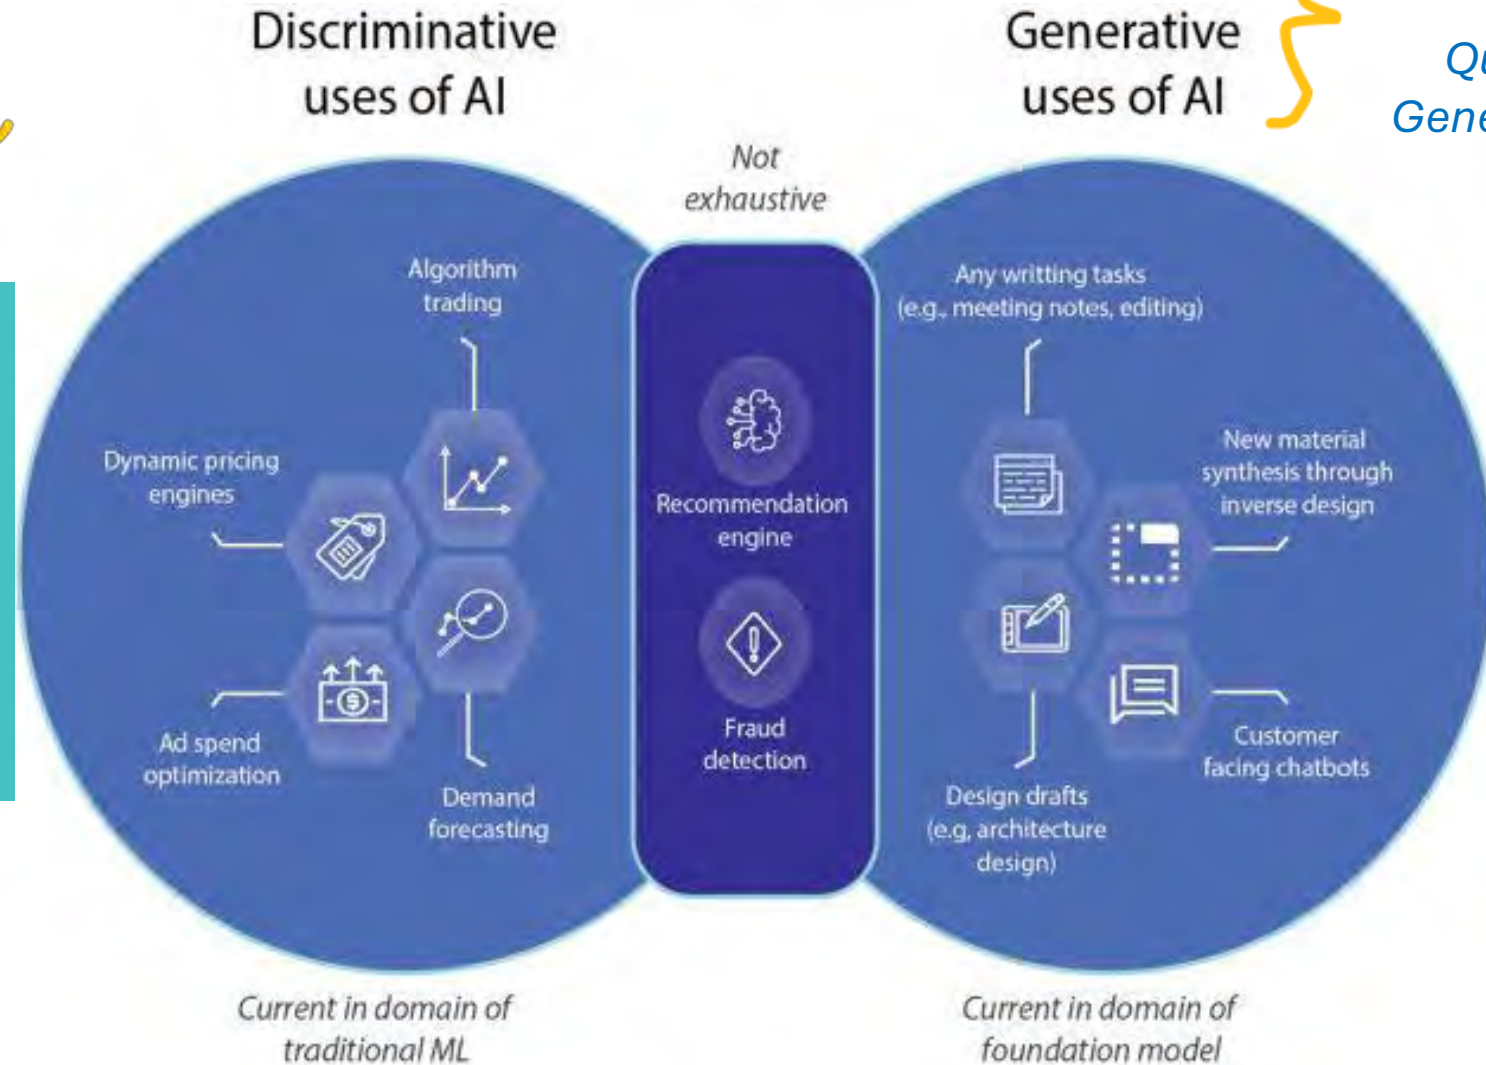 Discriminative
uses of AI
Generative
uses of AI
Not
exhaustive
Algorithm
trading
Dynamic pricing
engines
Ad spend
optimization
Demand
forecasting
Recommendation
engine
Fraud
detection
Any writting tasks
(e.g., meeting notes, editing)
New material
synthesis through
inverse design
Design drafts
(e.g, architecture
design)
Customer
facing chatbots
Current in domain of
traditional ML
Current in domain of
foundation model